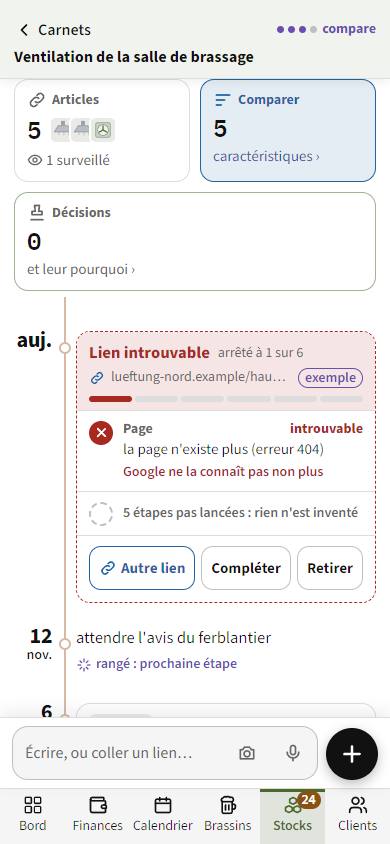 Carnets
compare
Ventilation de la salle de brassage
Articles
5
1 surveillé
Comparer
5
caractéristiques ›
Décisions
0
et leur pourquoi ›
auj.
Lien introuvable arrêté à 1 sur 6
lueftung-nord.example/hau…
exemple
Page
introuvable
la page n'existe plus (erreur 404)
Google ne la connaît pas non plus
5 étapes pas lancées : rien n'est inventé
Autre lien
Compléter
Retirer
12
nov.
attendre l'avis du ferblantier
rangé : prochaine étape
6
Écrire, ou coller un lien…
24
Bord
Finances
Calendrier
Brassins
Stocks
Clients